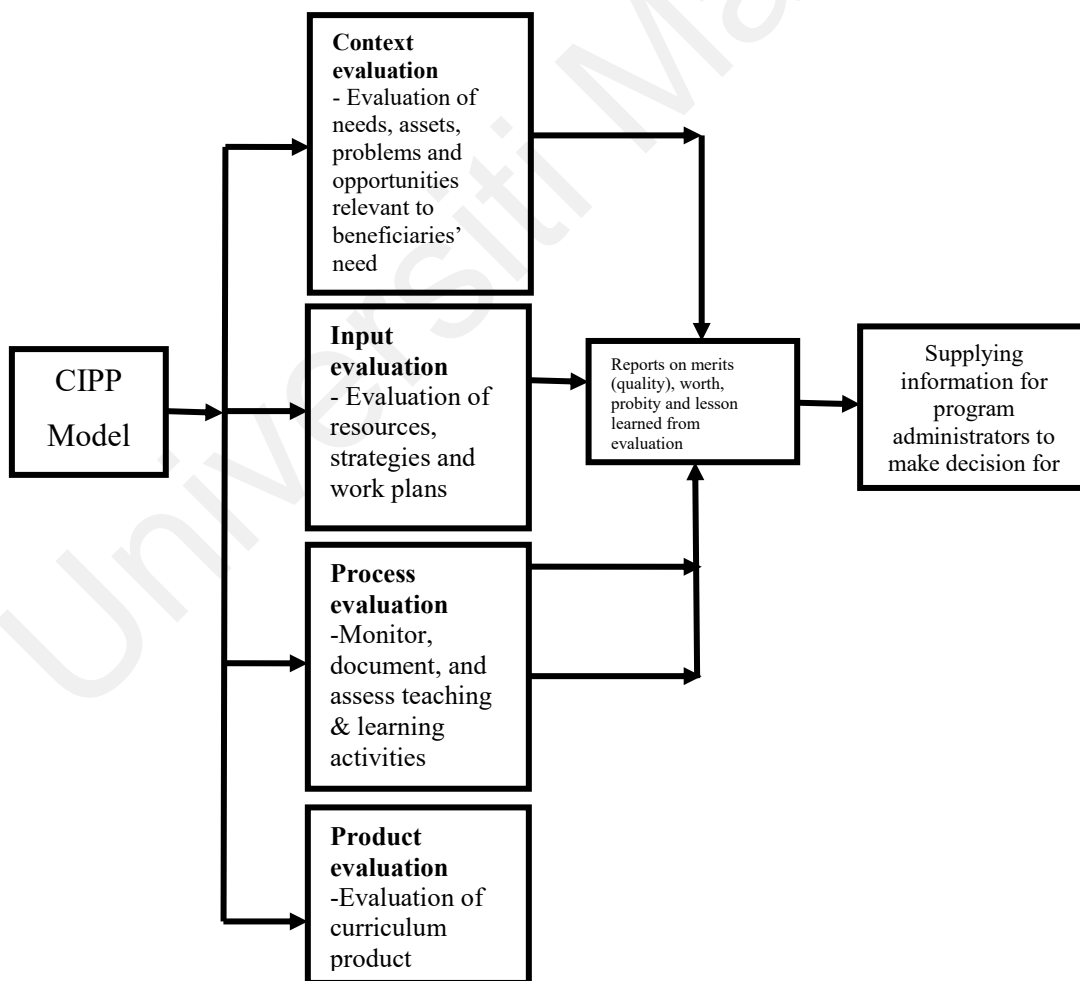 Context
evaluation
- Evaluation of
needs, assets,
problems and
opportunities
relevant to
beneficiaries'
need
Input
evaluation
- Evaluation of
resources,
strategies and
work plans
CIPP
Model
Reports on merits
(quality), worth,
probity and lesson
learned from
evaluation
Supplying
information for
program
administrators to
make decision for
Process
evaluation
-Monitor,
document, and
assess teaching
& learning
activities
Product
evaluation
-Evaluation of
curriculum
product
Universiti Ma